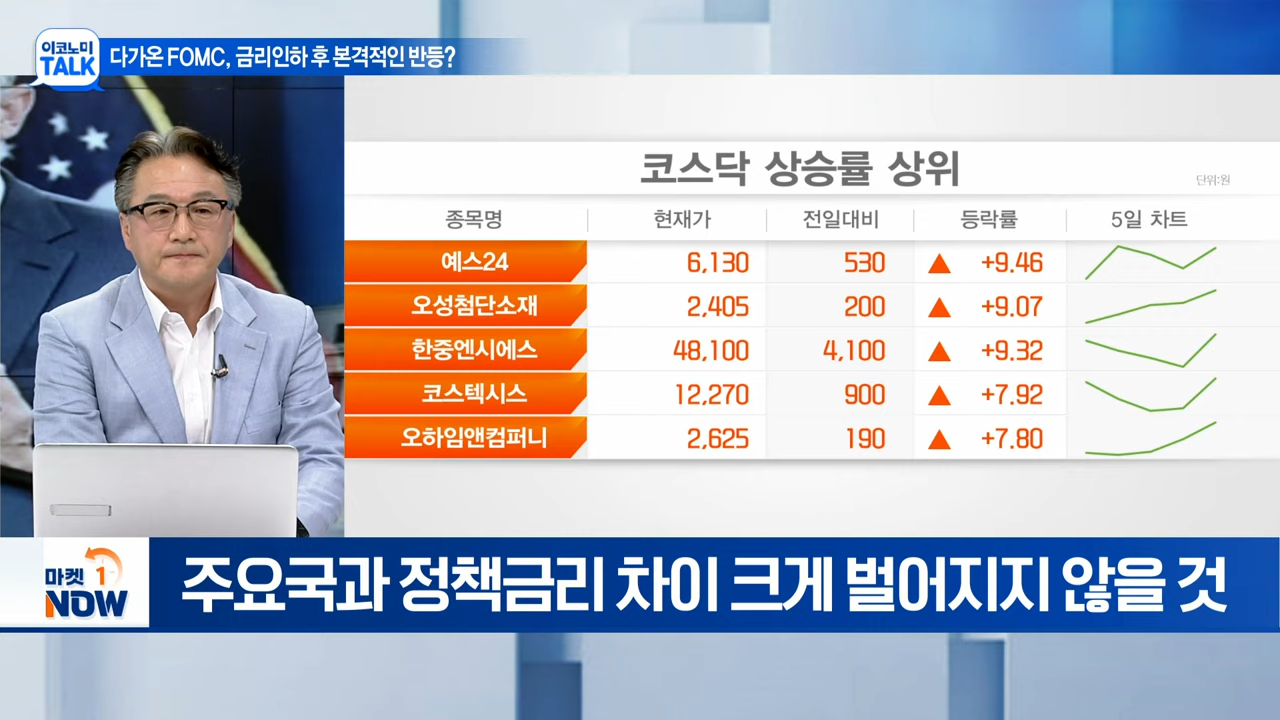 이코노미
TALK
다가온 FOMC, 금리인하 후 본격적인 반등?
코스닥 상승률 상위
단위:원
종목명 현재가 전일대비 등락률 5일 차트
예스24 6,130 530 ▲ +9.46
오성첨단소재 2,405 200 ▲ +9.07
한중엔시에스 48,100 4,100 ▲ +9.32
코스텍시스 12,270 900 ▲ +7.92
오하임앤컴퍼니 2,625 190 ▲ +7.80
마켓 1
NOW
주요국과 정책금리 차이 크게 벌어지지 않을 것